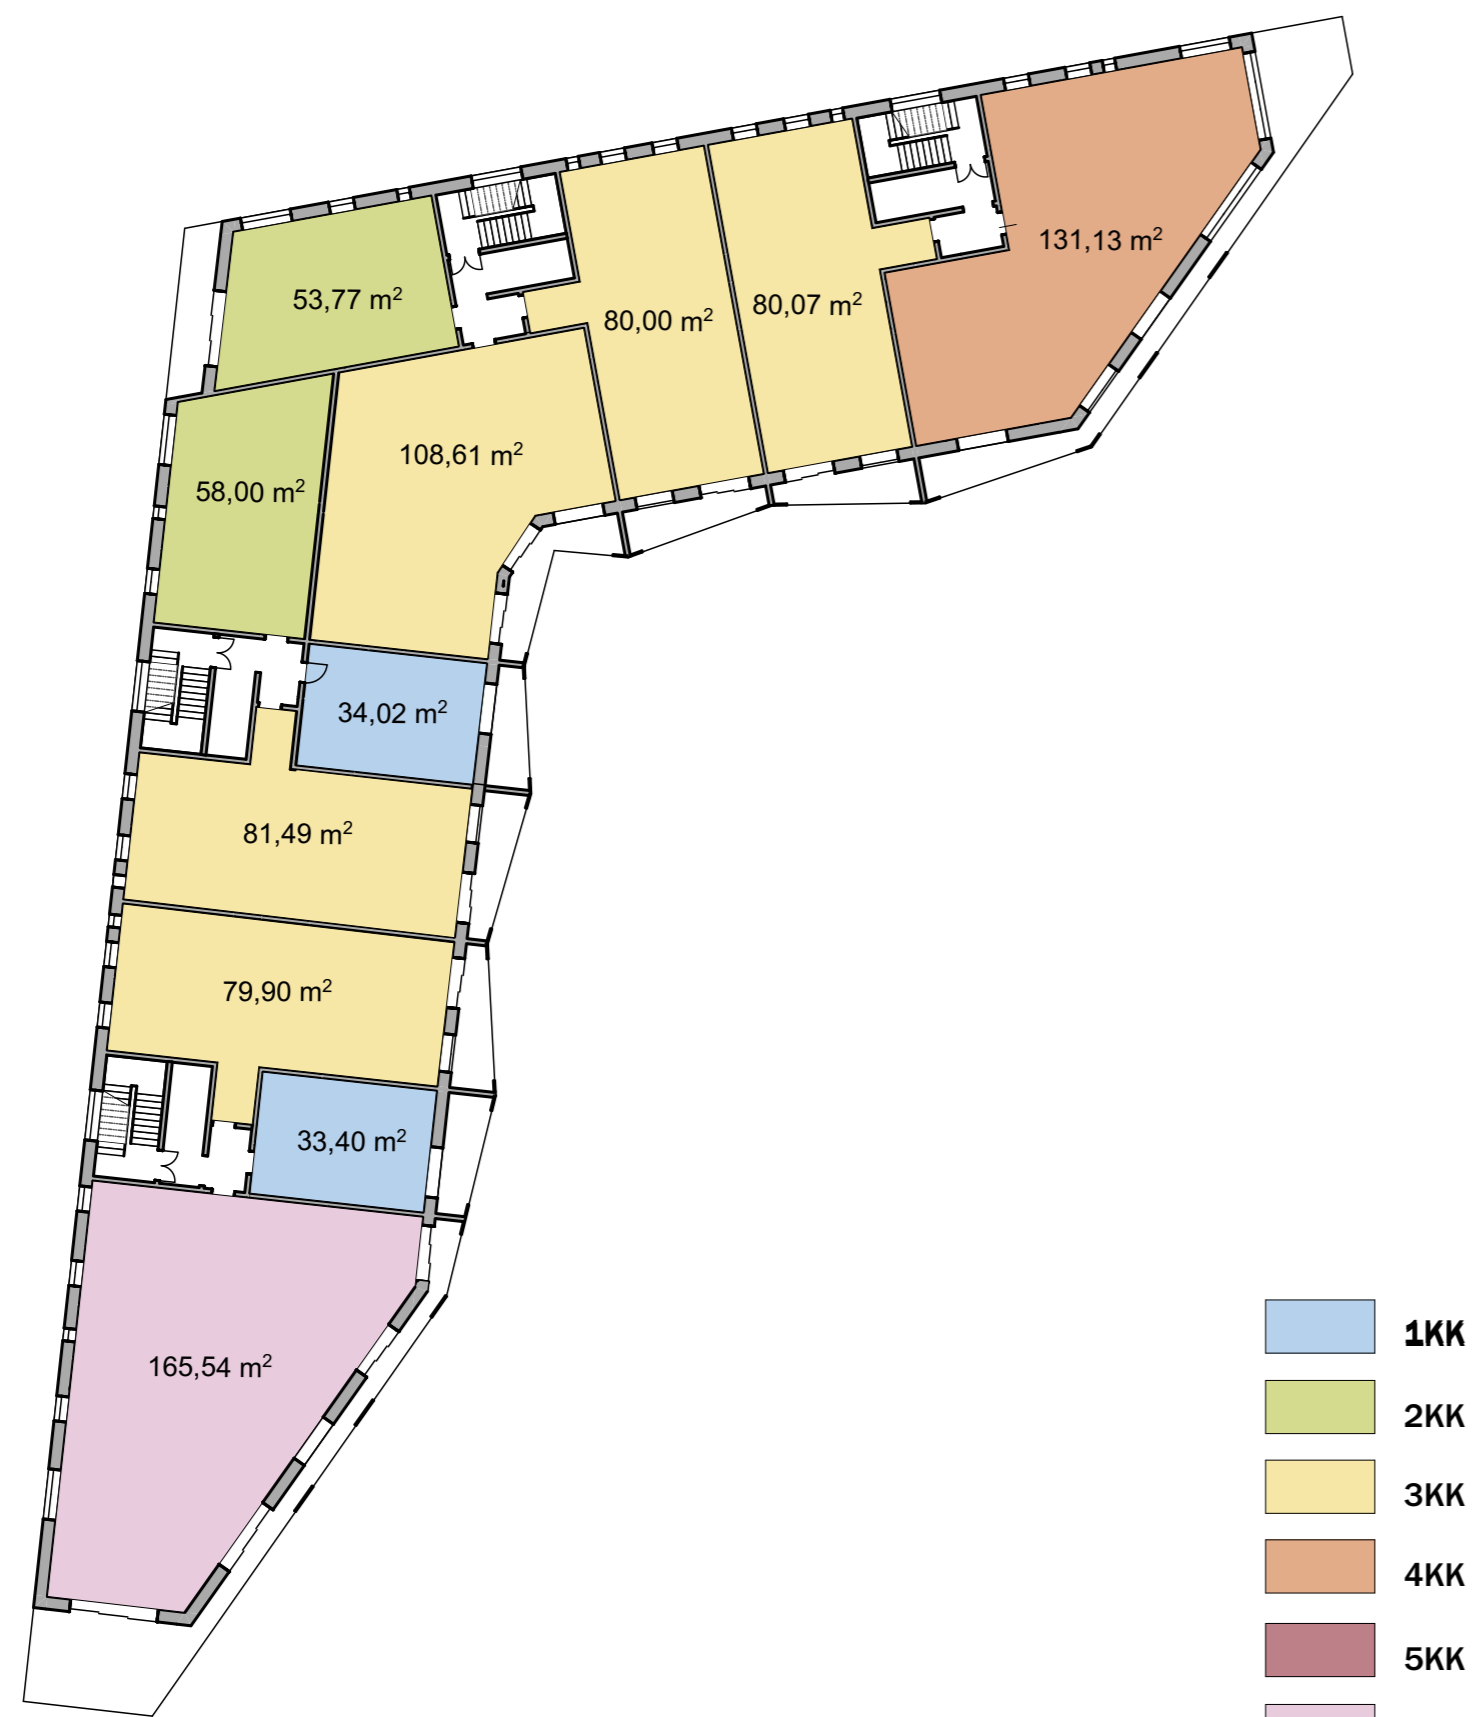 131,13 m²
53,77 m²
80,00 m²
80,07 m²
108,61 m²
58,00 m²
34,02 m²
81,49 m²
79,90 m²
33,40 m²
165,54 m²
1KK
2KK
3KK
4KK
5KK